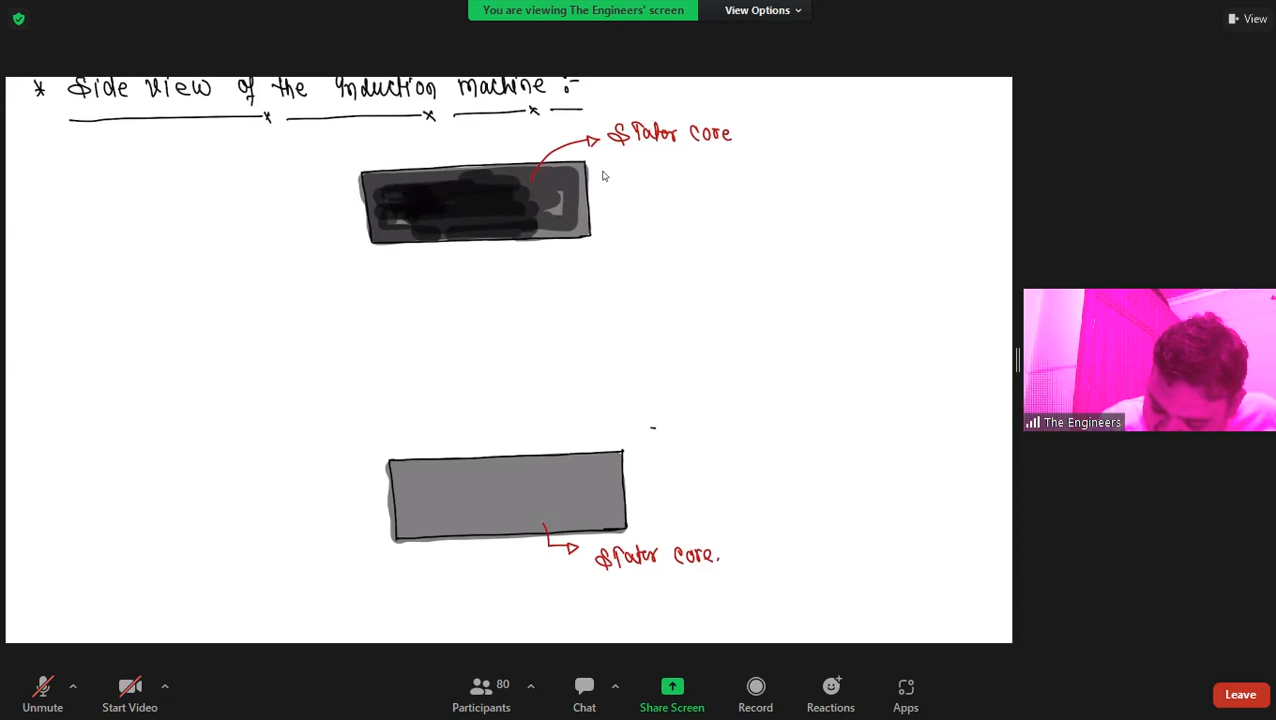 You are viewing The Engineers' screen
View Options
View
* Side View of the Induction machine :-
Stator core
The Engineers
Stator core.
Unmute
Start Video
80
Participants
Chat
Share Screen
Record
Reactions
Apps
Leave